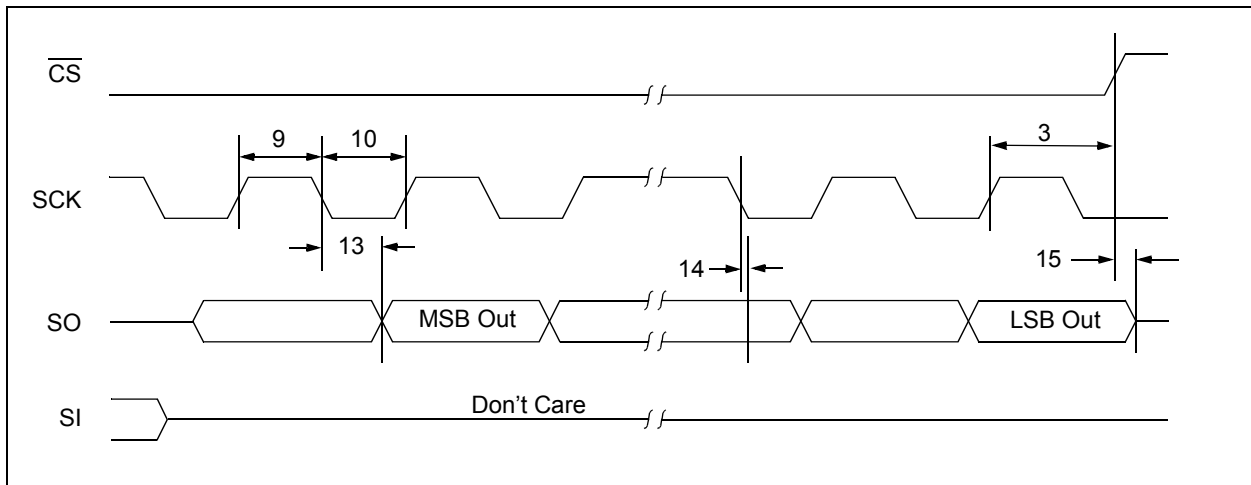 CS
9
10
3
SCK
13
14
15
SO
MSB Out
LSB Out
SI
Don't Care